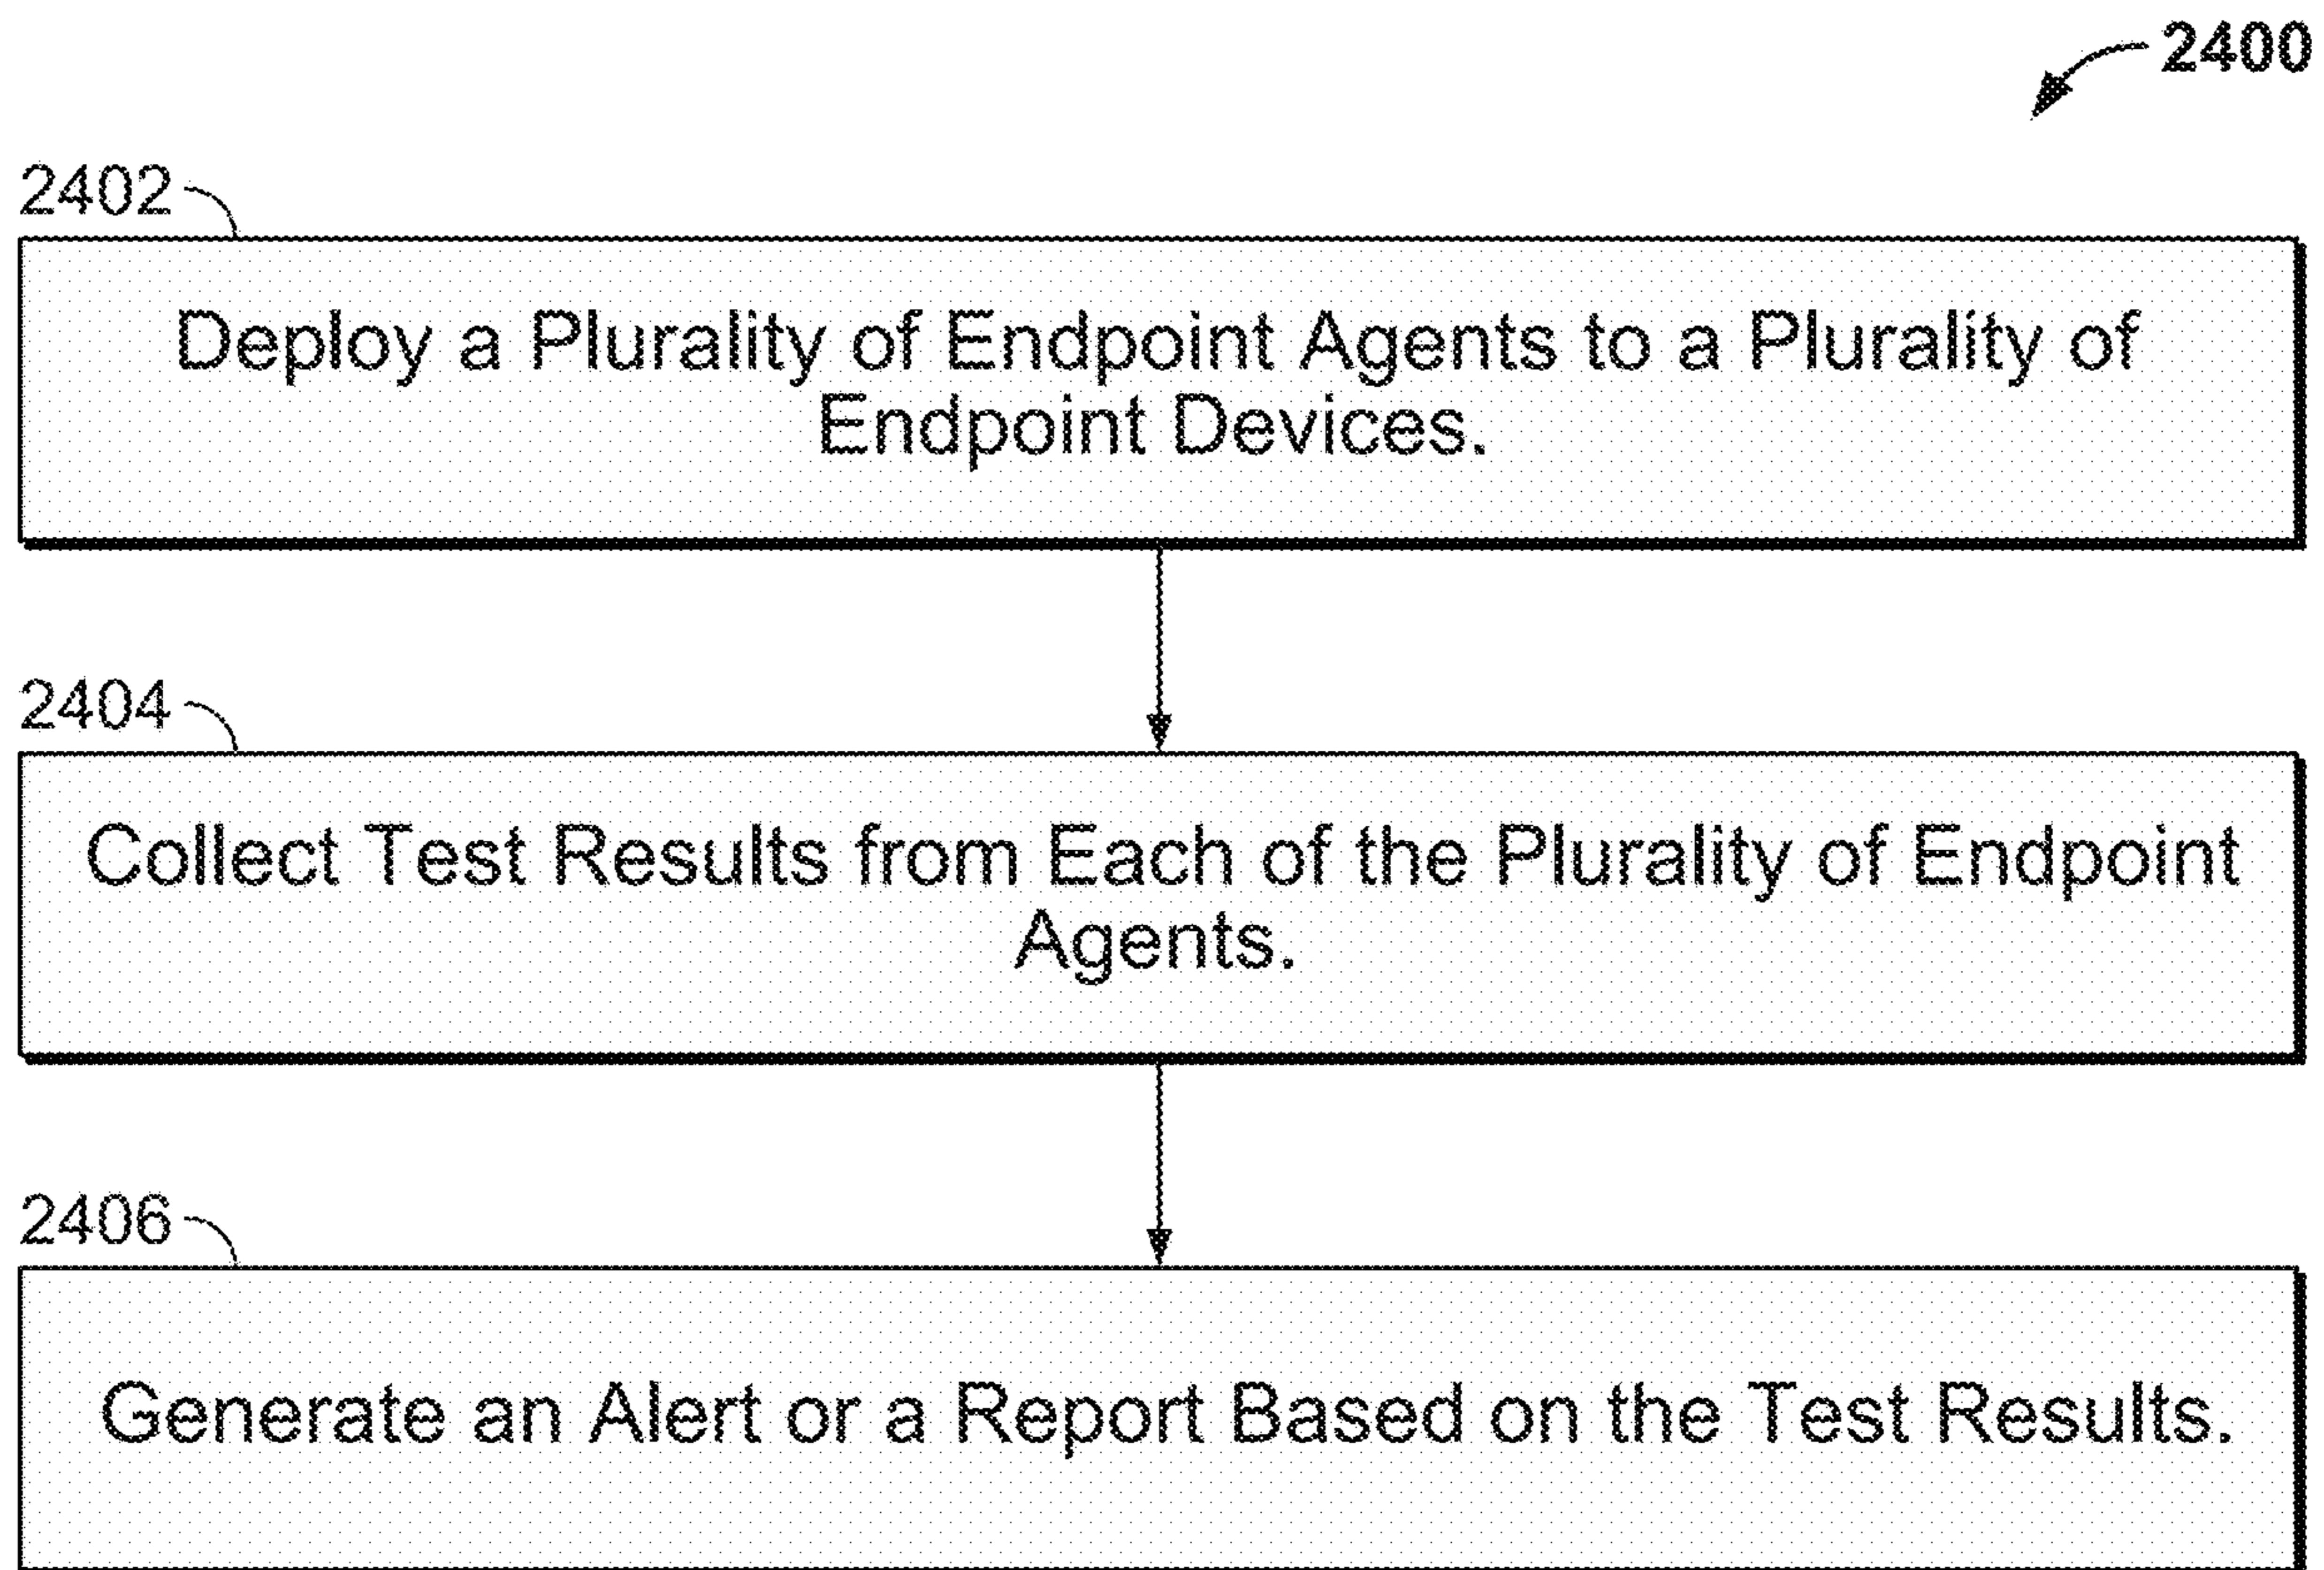 2400
2402
Deploy a Plurality of Endpoint Agents to a Plurality of
Endpoint Devices.
2404
Collect Test Results from Each of the Plurality of Endpoint
Agents.
2406
Generate an Alert or a Report Based on the Test Results.